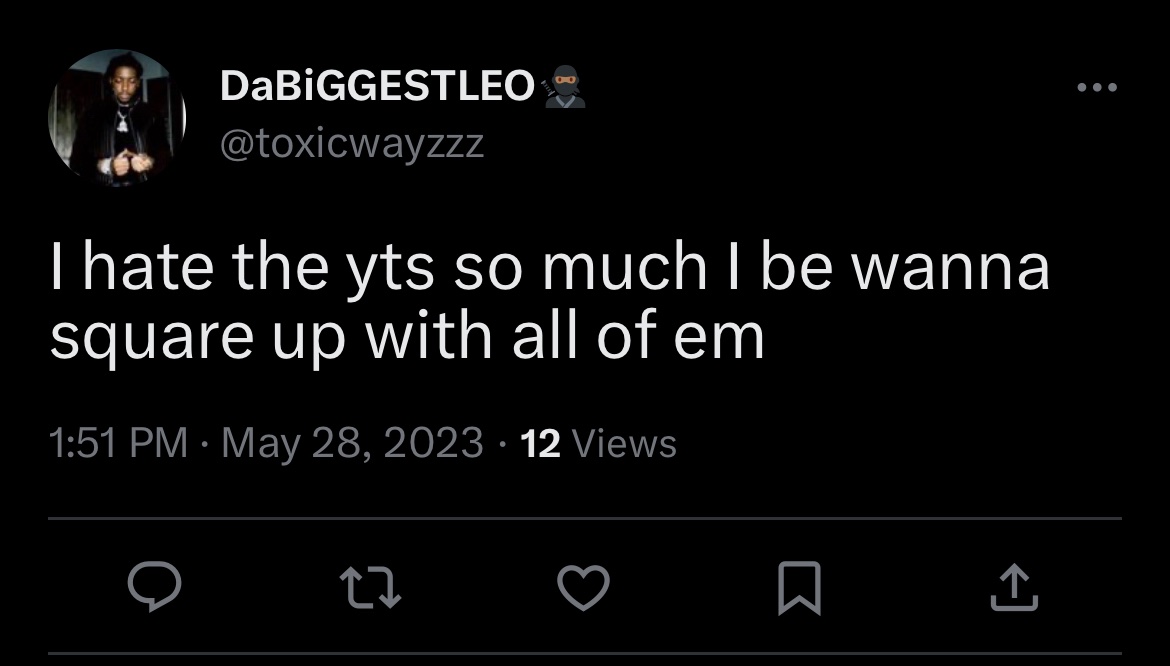 DaBiGGESTLEO🥷🏾
@toxicwayzzz
I hate the yts so much I be wanna
square up with all of em
1:51 PM · May 28, 2023 · 12 Views